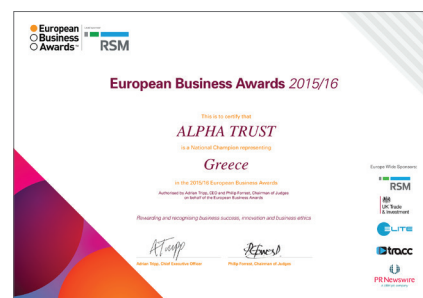 European
Business
Awards™
RSM
European Business Awards 2015/16
This is to certify that
ALPHA TRUST
is a National Champion representing
Greece
in the 2015/16 European Business Awards
Authorised by Adrian Tripp, CEO and Philip Forrest, Chairman of Judges
on behalf of the European Business Awards
Rewarding and recognising business success, innovation and business ethics
Adrian Tripp, Chief Executive Officer
Philip Forrest, Chairman of Judges
Europe Wide Sponsors:
RSM
UK Trade
& Investment
ELITE
tracc
PR Newswire